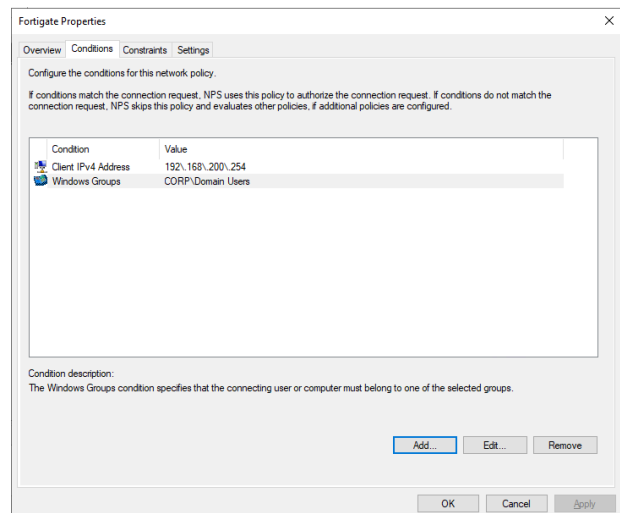 Fortigate Properties
Overview Conditions Constraints Settings
Configure the conditions for this network policy.
If conditions match the connection request, NPS uses this policy to authorize the connection request. If conditions do not match the
connection request, NPS skips this policy and evaluates other policies, if additional policies are configured.
Condition Value
Client IPv4 Address 192\.168\.200\.254
Windows Groups CORP\Domain Users
Condition description:
The Windows Groups condition specifies that the connecting user or computer must belong to one of the selected groups.
Add... Edit... Remove
OK Cancel Apply